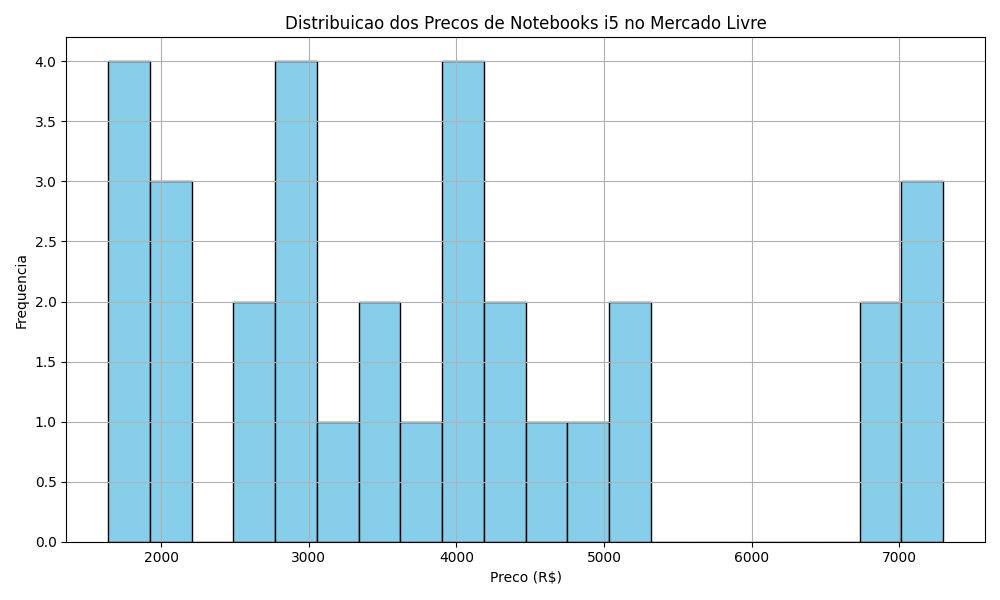 Distribuicao dos Precos de Notebooks i5 no Mercado Livre
Frequencia
4.0
3.5
3.0
2.5
2.0
1.5
1.0
0.5
0.0
2000 3000 4000 5000 6000 7000
Preco (R$)